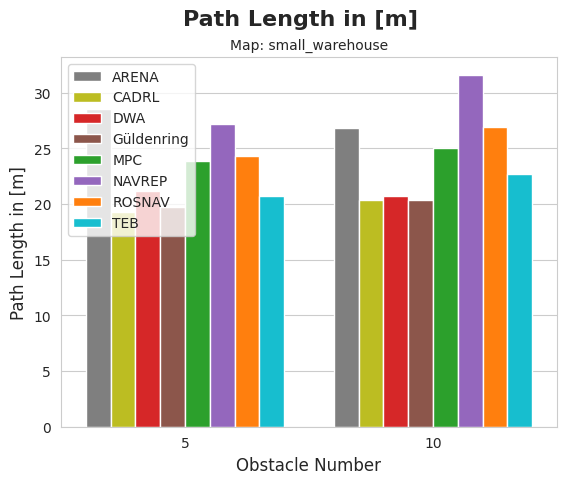 Path Length in [m]
Map: small_warehouse
ARENA
CADRL
DWA
Güldenring
MPC
NAVREP
ROSNAV
TEB
Path Length in [m]
30
25
20
15
10
5
0
5
10
Obstacle Number